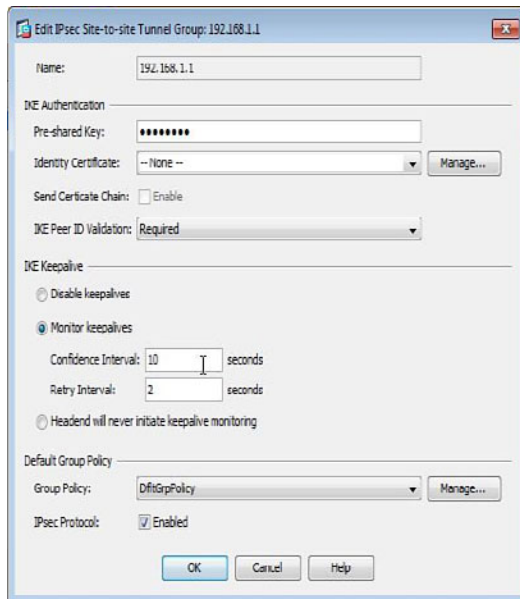 Edit IPsec Site-to-site Tunnel Group: 192.168.1.1
Name: 192.168.1.1
IKE Authentication
Pre-shared Key: ●●●●●●●●
Identity Certificate: -- None -- Manage...
Send Certicate Chain: Enable
IKE Peer ID Validation: Required
IKE Keepalive
Disable keepalives
Monitor keepalives
Confidence Interval: 10 seconds
Retry Interval: 2 seconds
Headend will never initiate keepalive monitoring
Default Group Policy
Group Policy: DfltGrpPolicy Manage...
IPsec Protocol: Enabled
OK Cancel Help